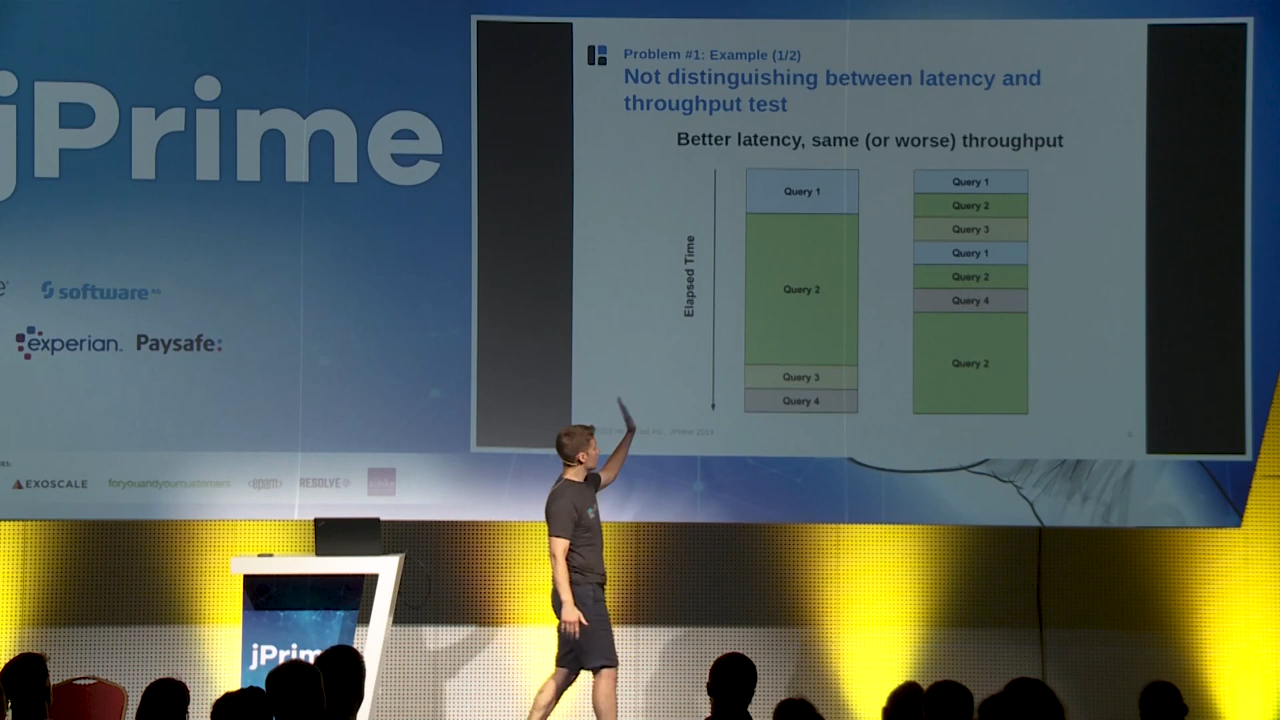 jPrime
software AG
experian.
Paysafe:
EXOSCALE
foryouandyourcustomers
<epam>
RESOLVE
Problem #1: Example (1/2)
Not distinguishing between latency and
throughput test
Better latency, same (or worse) throughput
Elapsed Time
Query 1
Query 2
Query 3
Query 4
Query 1
Query 2
Query 3
Query 1
Query 2
Query 4
Query 2
jPrime